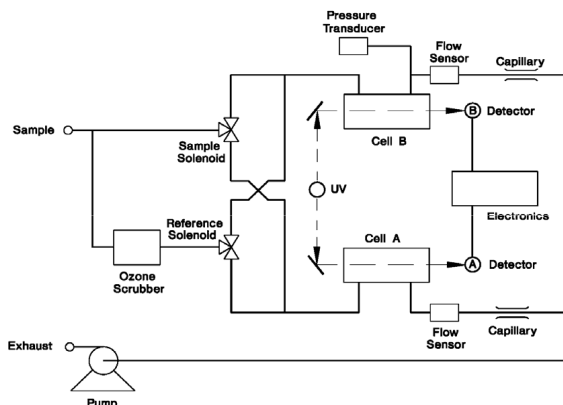 Pressure
Transducer
Flow
Sensor
Capillary
Sample
Sample
Solenoid
B
Detector
Cell B
UV
Electronics
Reference
Solenoid
Ozone
Scrubber
Cell A
A
Detector
Flow
Sensor
Capillary
Exhaust
Pump